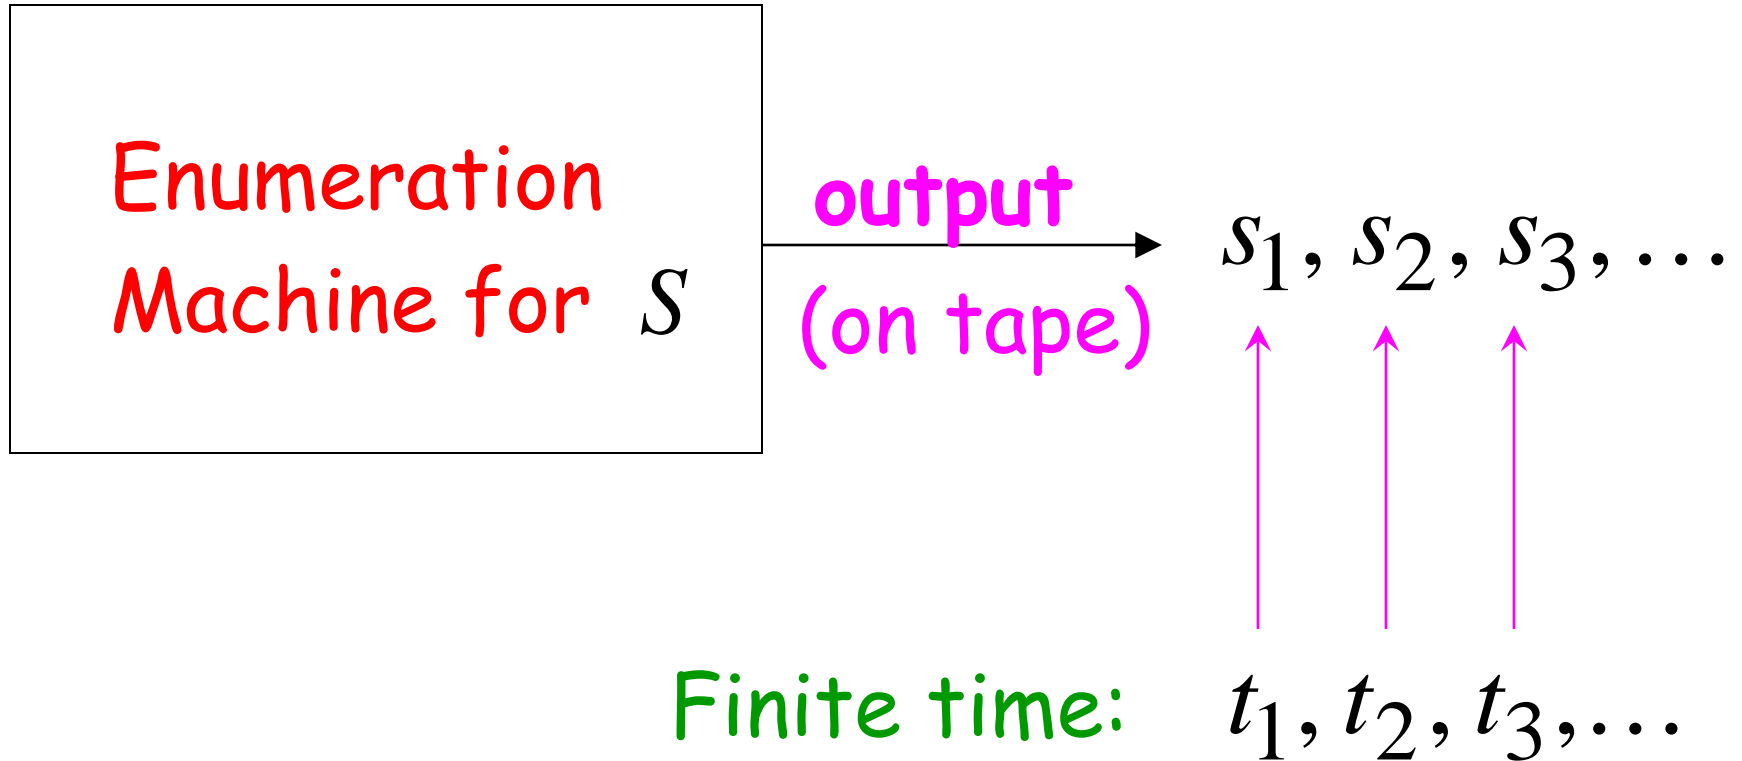 Enumeration
Machine for S
output
(on tape)
s₁, s₂, s₃, …
Finite time: t₁, t₂, t₃, …